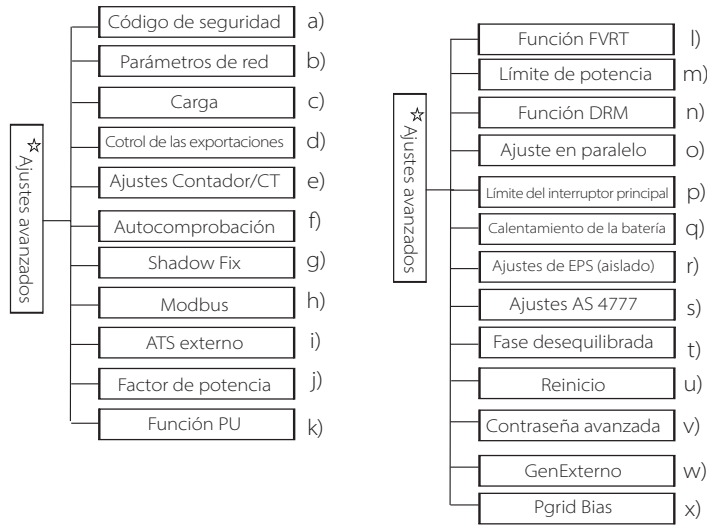 ☆ Ajustes avanzados
Código de seguridad a)
Parámetros de red b)
Carga c)
Cotrol de las exportaciones d)
Ajustes Contador/CT e)
Autocomprobación f)
Shadow Fix g)
Modbus h)
ATS externo i)
Factor de potencia j)
Función PU k)
☆ Ajustes avanzados
Función FVRT l)
Límite de potencia m)
Función DRM n)
Ajuste en paralelo o)
Límite del interruptor principal p)
Calentamiento de la batería q)
Ajustes de EPS (aislado) r)
Ajustes AS 4777 s)
Fase desequilibrada t)
Reinicio u)
Contraseña avanzada v)
GenExterno w)
Pgrid Bias x)